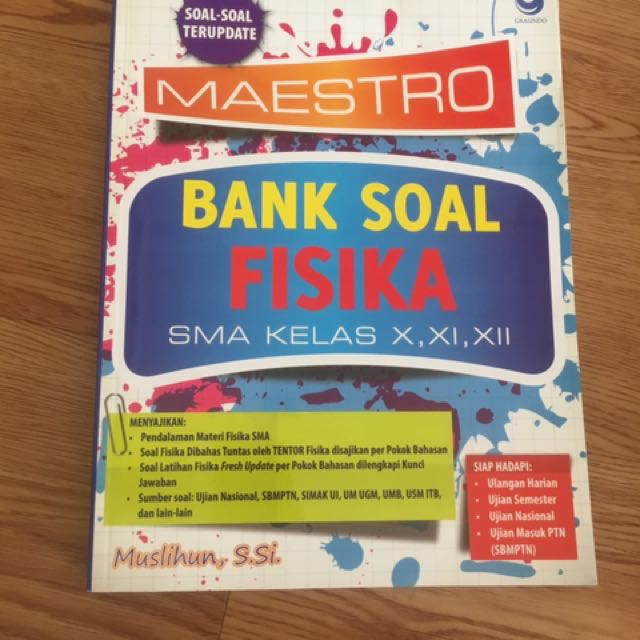 SOAL-SOAL
TERUPDATE
GRASINDO
MAESTRO
BANK SOAL
FISIKA
SMA KELAS X,XI,XII
MENYAJIKAN:
• Pendalaman Materi Fisika SMA
• Soal Fisika Dibahas Tuntas oleh TENTOR Fisika disajikan per Pokok Bahasan
• Soal Latihan Fisika Fresh Update per Pokok Bahasan dilengkapi Kunci
Jawaban
• Sumber soal: Ujian Nasional, SBMPTN, SIMAK UI, UM UGM, UMB, USM ITB,
dan lain-lain
SIAP HADAPI:
• Ulangan Harian
• Ujian Semester
• Ujian Nasional
• Ujian Masuk PTN
(SBMPTN)
Muslihun, S.Si.